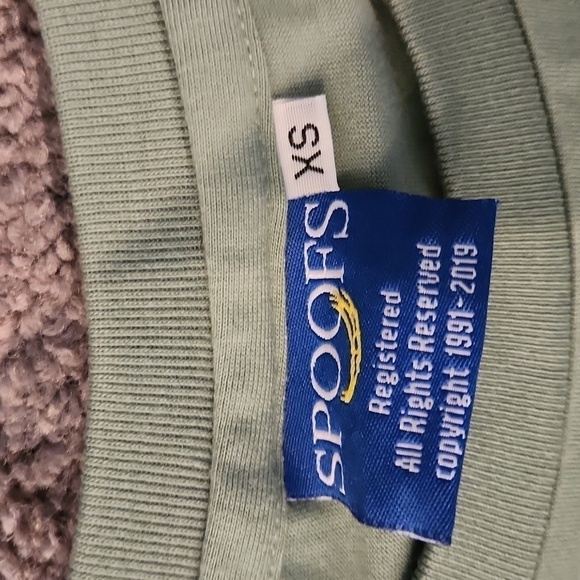 XS
SPOOFS
Registered
All Rights Reserved
copyright 1991~2019